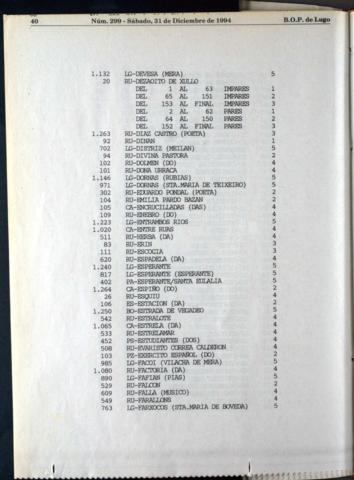 40 Núm. 299 - Sábado, 31 de Diciembre de 1994 B.O.P. de Lugo
1.132 LG-DEVESA (MERA) 5
20 RU-DEZAOITO DE XULLO
DEL 1 AL 63 IMPARES 1
DEL 65 AL 151 IMPARES 2
DEL 153 AL FINAL IMPARES 3
DEL 2 AL 62 PARES 1
DEL 64 AL 150 PARES 2
DEL 152 AL FINAL PARES 3
1.263 RU-DIAZ CASTRO (POETA) 3
92 RU-DINAN 1
702 LG-DISTRIZ (MEILAN) 5
94 RU-DIVINA PASTORA 2
102 RU-DOLMEN (DO) 4
101 RU-DONA URRACA 4
1.146 LG-DORNAS (RUBIAS) 5
971 LG-DORNAS (STA.MARIA DE TEIXEIRO) 5
302 RU-EDUARDO PONDAL (POETA) 2
104 RU-EMILIA PARDO BAZAN 2
105 CA-ENCRUCILLADAS (DAS) 4
109 RU-ENEBRO (DO) 4
1.223 LG-ENTRAMBOS RIOS 5
1.020 CA-ENTRE RUAS 4
511 RU-HERBA (DA) 4
83 RU-ERIN 3
111 RU-ESCOCIA 3
620 RU-ESPADELA (DA) 4
1.240 LG-ESPERANTE 5
817 LG-ESPERANTE (ESPERANTE) 5
402 PA-ESPERANTE/SANTA EULALIA 5
1.264 CA-ESPIÑO (DO) 2
26 RU-ESQUIU 4
106 ES-ESTACION (DA) 2
1.250 BO-ESTRADA DE VEGADEO 5
542 RU-ESTRALOTE 4
1.065 CA-ESTRELA (DA) 4
533 RU-ESTRELAMAR 4
452 PS-ESTUDIANTES (DOS) 4
508 RU-EVARISTO CORREA CALDERON 4
103 PZ-EXERCITO ESPAÑOL (DO) 2
985 LG-FACOI (VILACHA DE MERA) 5
1.080 RU-FACTORIA (DA) 4
890 LG-FAFIAN (PIAS) 5
529 RU-FALCON 2
609 RU-FALLA (MUSICO) 4
549 RU-FARALLONS 4
763 LG-FARXOCOS (STA.MARIA DE BOVEDA) 5